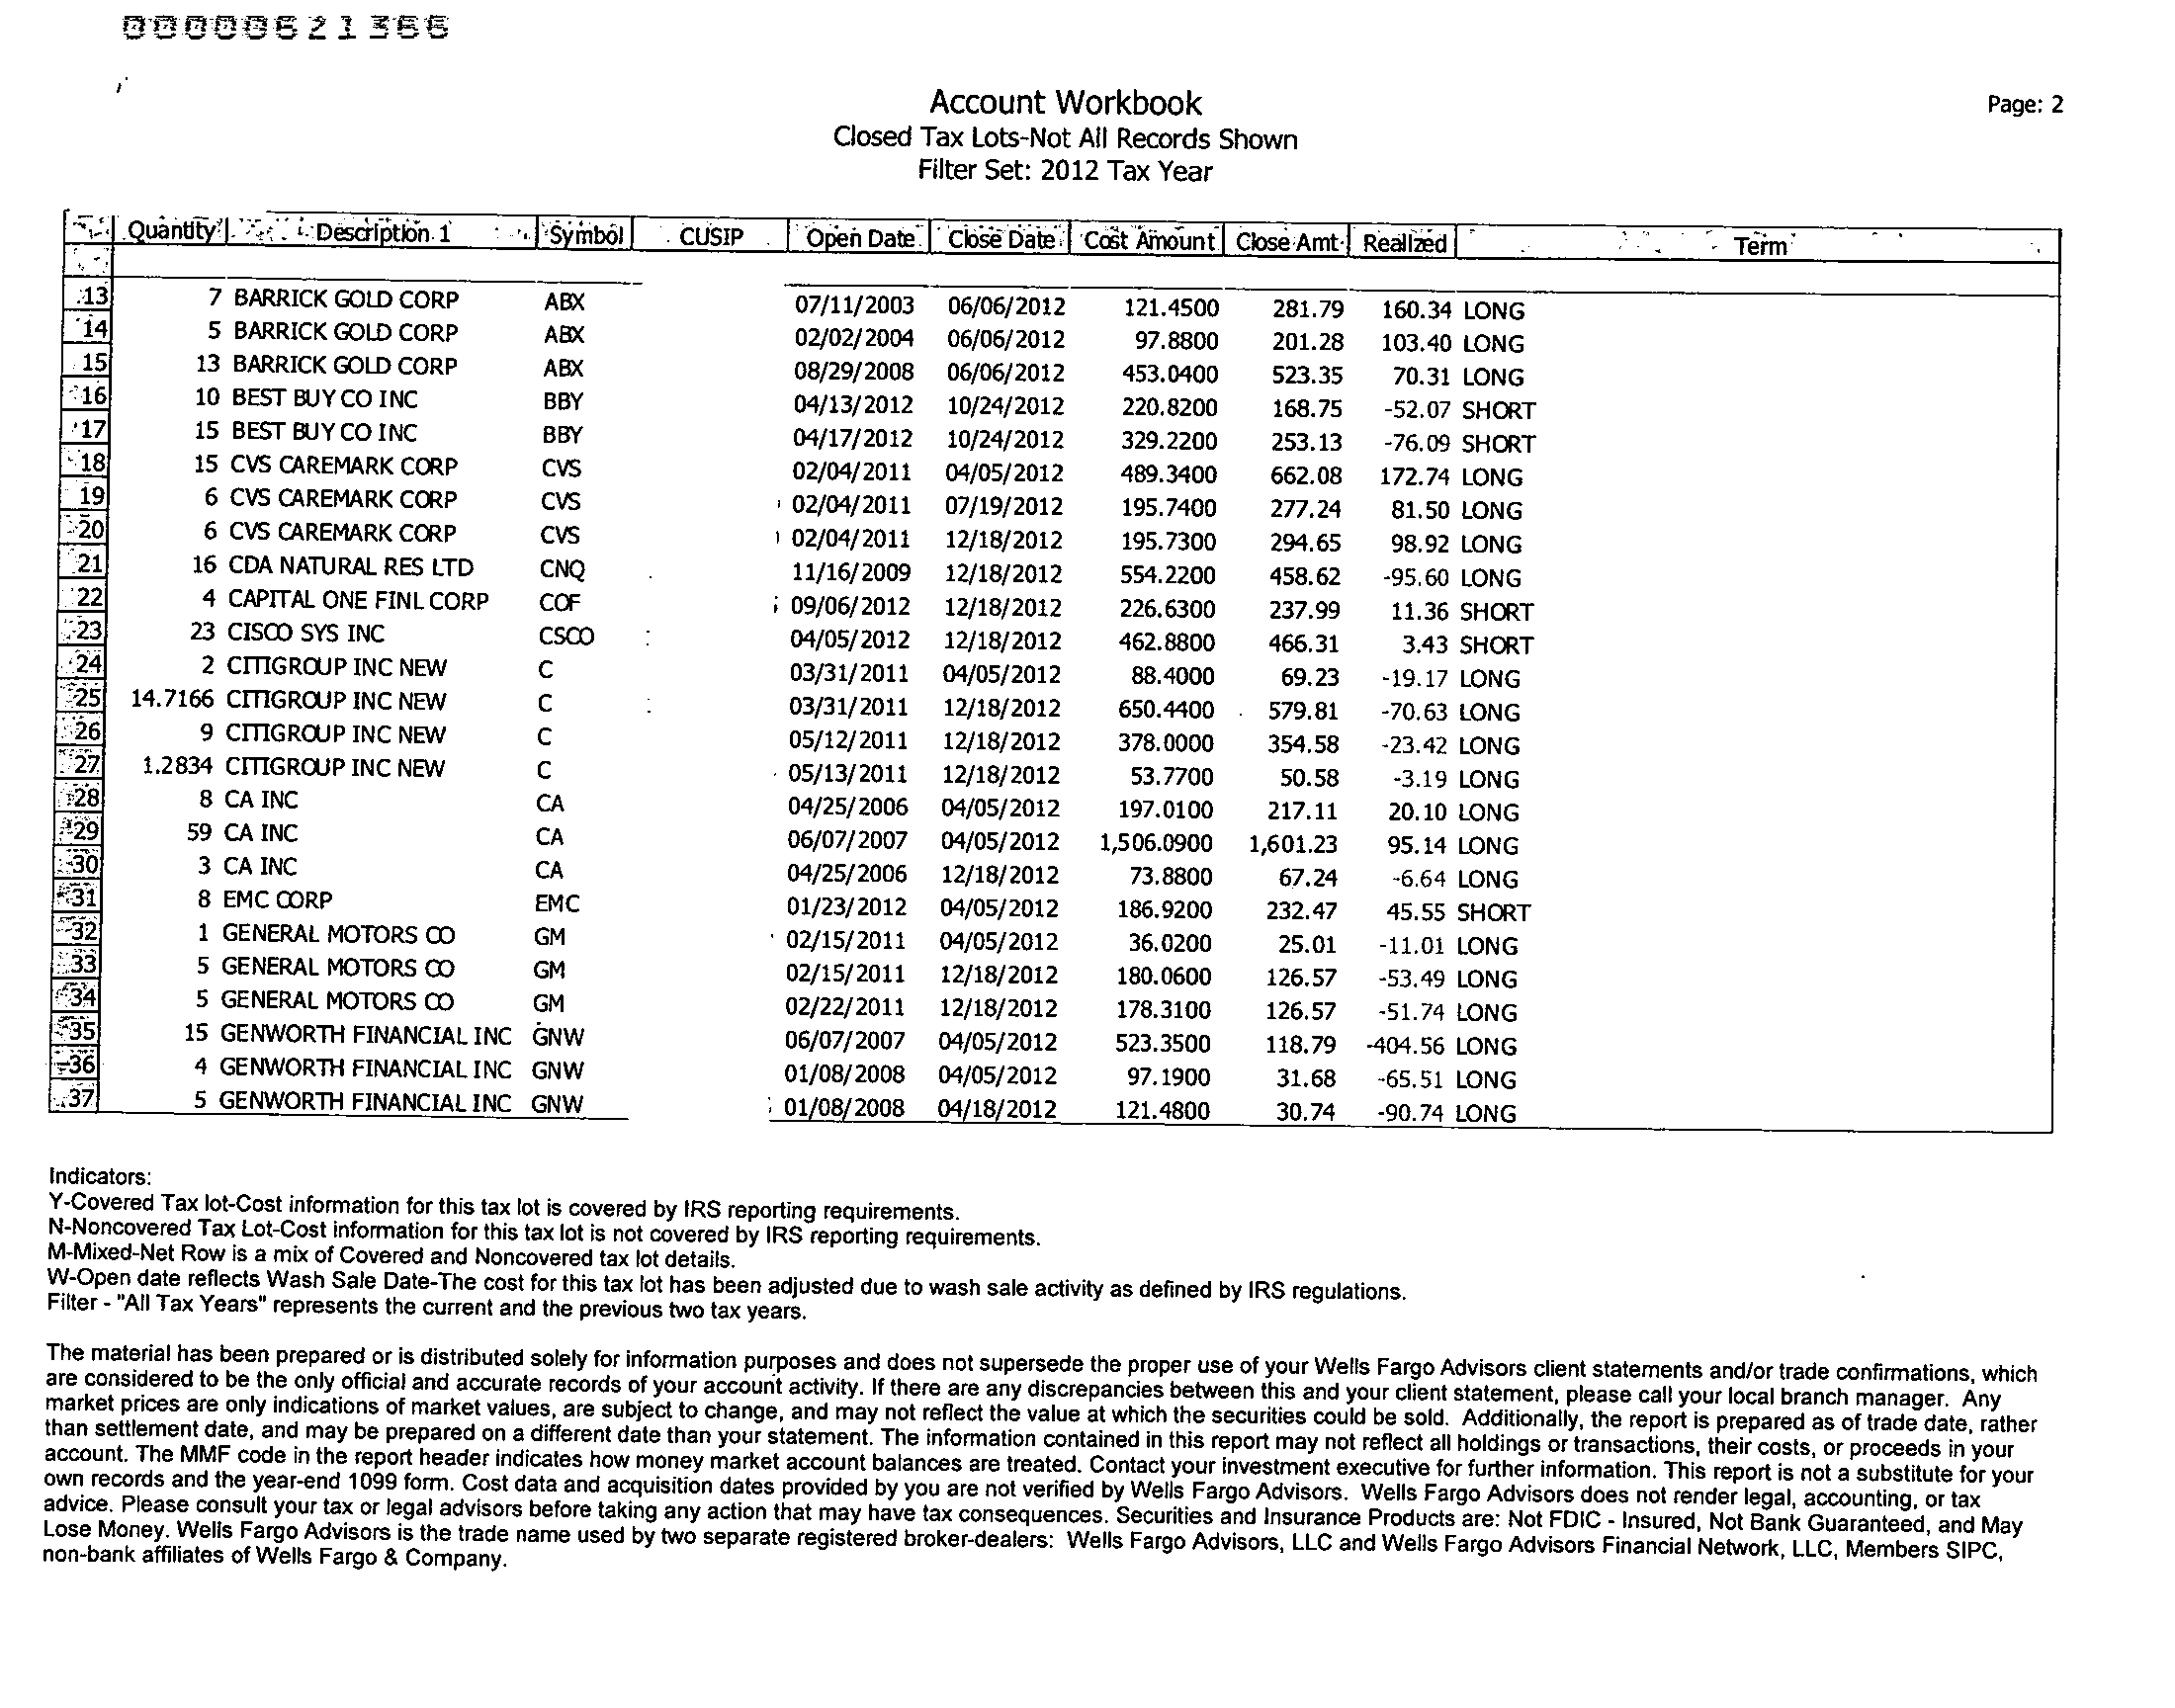 00000621366
Account Workbook
Page: 2
Closed Tax Lots-Not All Records Shown
Filter Set: 2012 Tax Year
Quantity Description 1 Symbol CUSIP Open Date Close Date Cost Amount Close Amt Realized Term
13 7 BARRICK GOLD CORP ABX 07/11/2003 06/06/2012 121.4500 281.79 160.34 LONG
14 5 BARRICK GOLD CORP ABX 02/02/2004 06/06/2012 97.8800 201.28 103.40 LONG
15 13 BARRICK GOLD CORP ABX 08/29/2008 06/06/2012 453.0400 523.35 70.31 LONG
16 10 BEST BUY CO INC BBY 04/13/2012 10/24/2012 220.8200 168.75 -52.07 SHORT
17 15 BEST BUY CO INC BBY 04/17/2012 10/24/2012 329.2200 253.13 -76.09 SHORT
18 15 CVS CAREMARK CORP CVS 02/04/2011 04/05/2012 489.3400 662.08 172.74 LONG
19 6 CVS CAREMARK CORP CVS 02/04/2011 07/19/2012 195.7400 277.24 81.50 LONG
20 6 CVS CAREMARK CORP CVS 02/04/2011 12/18/2012 195.7300 294.65 98.92 LONG
21 16 CDA NATURAL RES LTD CNQ 11/16/2009 12/18/2012 554.2200 458.62 -95.60 LONG
22 4 CAPITAL ONE FINL CORP COF 09/06/2012 12/18/2012 226.6300 237.99 11.36 SHORT
23 23 CISCO SYS INC CSCO 04/05/2012 12/18/2012 462.8800 466.31 3.43 SHORT
24 2 CITIGROUP INC NEW C 03/31/2011 04/05/2012 88.4000 69.23 -19.17 LONG
25 14.7166 CITIGROUP INC NEW C 03/31/2011 12/18/2012 650.4400 579.81 -70.63 LONG
26 9 CITIGROUP INC NEW C 05/12/2011 12/18/2012 378.0000 354.58 -23.42 LONG
27 1.2834 CITIGROUP INC NEW C 05/13/2011 12/18/2012 53.7700 50.58 -3.19 LONG
28 8 CA INC CA 04/25/2006 04/05/2012 197.0100 217.11 20.10 LONG
29 59 CA INC CA 06/07/2007 04/05/2012 1,506.0900 1,601.23 95.14 LONG
30 3 CA INC CA 04/25/2006 12/18/2012 73.8800 67.24 -6.64 LONG
31 8 EMC CORP EMC 01/23/2012 04/05/2012 186.9200 232.47 45.55 SHORT
32 1 GENERAL MOTORS CO GM 02/15/2011 04/05/2012 36.0200 25.01 -11.01 LONG
33 5 GENERAL MOTORS CO GM 02/15/2011 12/18/2012 180.0600 126.57 -53.49 LONG
34 5 GENERAL MOTORS CO GM 02/22/2011 12/18/2012 178.3100 126.57 -51.74 LONG
35 15 GENWORTH FINANCIAL INC GNW 06/07/2007 04/05/2012 523.3500 118.79 -404.56 LONG
36 4 GENWORTH FINANCIAL INC GNW 01/08/2008 04/05/2012 97.1900 31.68 -65.51 LONG
37 5 GENWORTH FINANCIAL INC GNW 01/08/2008 04/18/2012 121.4800 30.74 -90.74 LONG
Indicators:
Y-Covered Tax lot-Cost information for this tax lot is covered by IRS reporting requirements.
N-Noncovered Tax Lot-Cost information for this tax lot is not covered by IRS reporting requirements.
M-Mixed-Net Row is a mix of Covered and Noncovered tax lot details.
W-Open date reflects Wash Sale Date-The cost for this tax lot has been adjusted due to wash sale activity as defined by IRS regulations.
Filter - "All Tax Years" represents the current and the previous two tax years.
The material has been prepared or is distributed solely for information purposes and does not supersede the proper use of your Wells Fargo Advisors client statements and/or trade confirmations, which
are considered to be the only official and accurate records of your account activity. If there are any discrepancies between this and your client statement, please call your local branch manager. Any
market prices are only indications of market values, are subject to change, and may not reflect the value at which the securities could be sold. Additionally, the report is prepared as of trade date, rather
than settlement date, and may be prepared on a different date than your statement. The information contained in this report may not reflect all holdings or transactions, their costs, or proceeds in your
account. The MMF code in the report header indicates how money market account balances are treated. Contact your investment executive for further information. This report is not a substitute for your
own records and the year-end 1099 form. Cost data and acquisition dates provided by you are not verified by Wells Fargo Advisors. Wells Fargo Advisors does not render legal, accounting, or tax
advice. Please consult your tax or legal advisors before taking any action that may have tax consequences. Securities and Insurance Products are: Not FDIC - Insured, Not Bank Guaranteed, and May
Lose Money. Wells Fargo Advisors is the trade name used by two separate registered broker-dealers: Wells Fargo Advisors, LLC and Wells Fargo Advisors Financial Network, LLC, Members SIPC,
non-bank affiliates of Wells Fargo & Company.